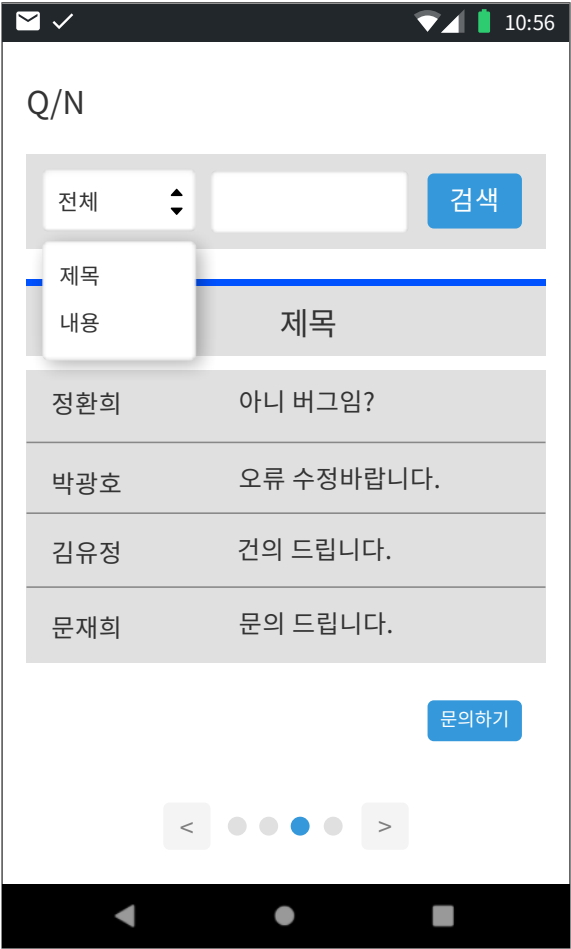 10:56
Q/N
전체
검색
제목
내용
제목
정환희 아니 버그임?
박광호 오류 수정바랍니다.
김유정 건의 드립니다.
문재희 문의 드립니다.
문의하기
< >